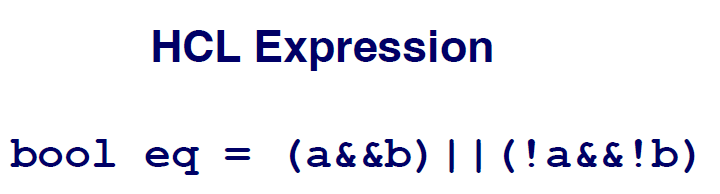 HCL Expression
bool eq = (a&&b)||(!a&&!b)